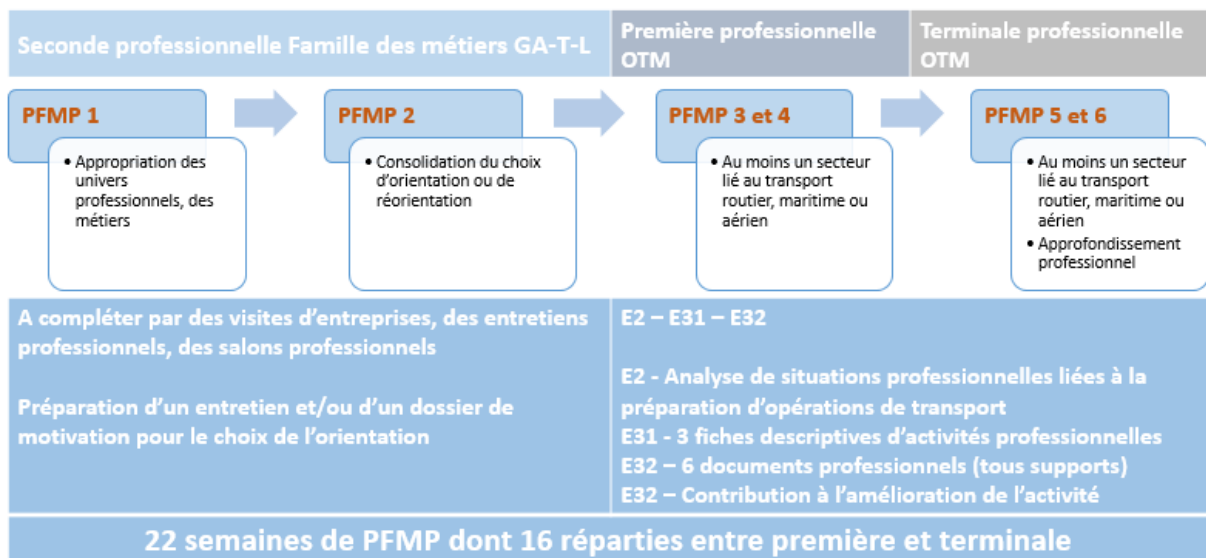 Seconde professionnelle Famille des métiers GA-T-L
Première professionnelle
OTM
Terminale professionnelle
OTM
PFMP 1
• Appropriation des
univers
professionnels, des
métiers
PFMP 2
• Consolidation du choix
d'orientation ou de
réorientation
PFMP 3 et 4
• Au moins un secteur
lié au transport
routier, maritime ou
aérien
PFMP 5 et 6
• Au moins un secteur
lié au transport
routier, maritime ou
aérien
• Approfondissement
professionnel
A compléter par des visites d'entreprises, des entretiens
professionnels, des salons professionnels
Préparation d'un entretien et/ou d'un dossier de
motivation pour le choix de l'orientation
E2 – E31 – E32
E2 - Analyse de situations professionnelles liées à la
préparation d'opérations de transport
E31 - 3 fiches descriptives d'activités professionnelles
E32 – 6 documents professionnels (tous supports)
E32 – Contribution à l'amélioration de l'activité
22 semaines de PFMP dont 16 réparties entre première et terminale